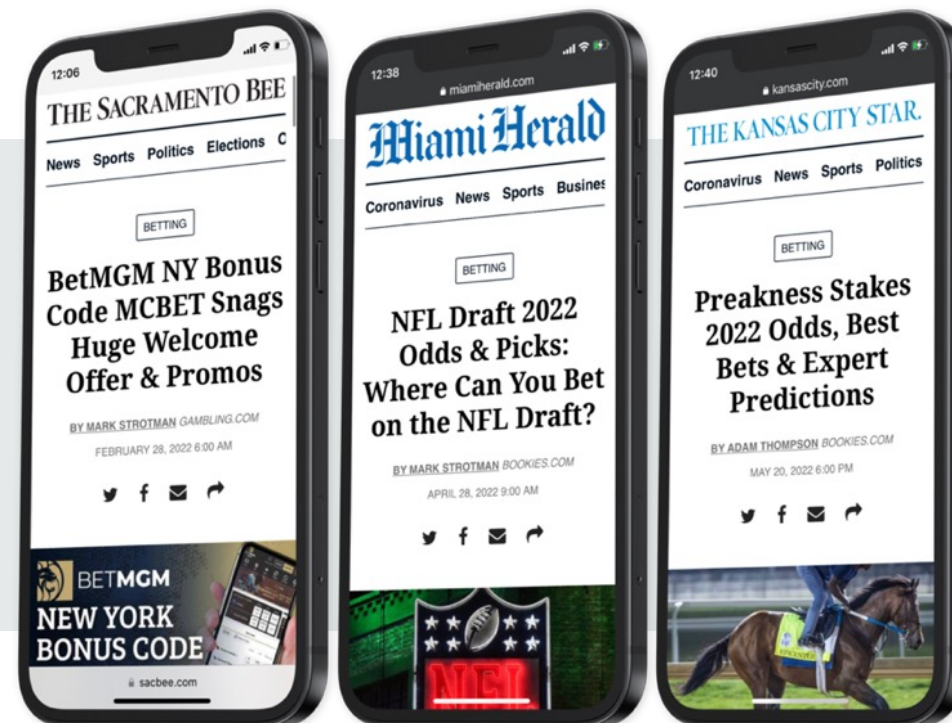 12:06
THE SACRAMENTO BEE
News Sports Politics Elections C
BETTING
BetMGM NY Bonus
Code MCBET Snags
Huge Welcome
Offer & Promos
BY MARK STROTMAN GAMBLING.COM
FEBRUARY 28, 2022 6:00 AM
BETMGM
NEW YORK
BONUS CODE
sacbee.com
12:38
miamiherald.com
Miami Herald
Coronavirus News Sports Busines
BETTING
NFL Draft 2022
Odds & Picks:
Where Can You Bet
on the NFL Draft?
BY MARK STROTMAN BOOKIES.COM
APRIL 28, 2022 9:00 AM
NFL
12:40
kansascity.com
THE KANSAS CITY STAR.
Coronavirus News Sports Politics
BETTING
Preakness Stakes
2022 Odds, Best
Bets & Expert
Predictions
BY ADAM THOMPSON BOOKIES.COM
MAY 20, 2022 6:00 PM
EPICENTER